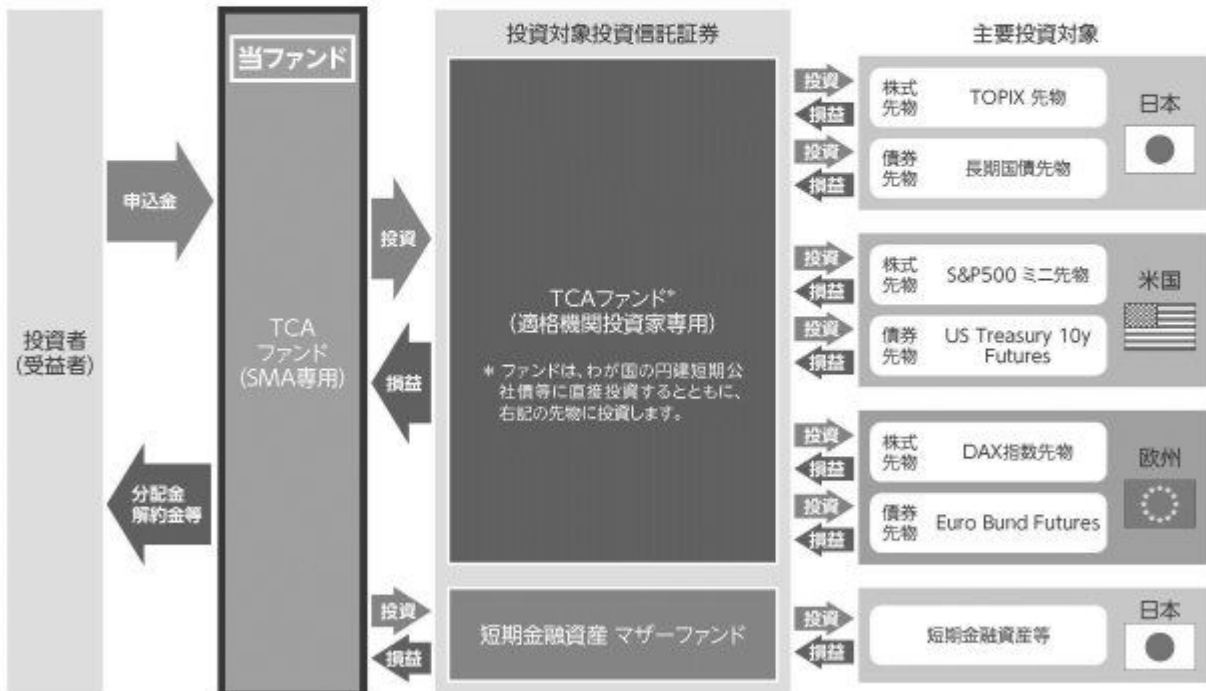 投資者
(受益者)
申込金
分配金
解約金等
当ファンド
TCA
ファンド
(SMA専用)
投資
損益
投資
損益
投資対象投資信託証券
TCAファンド*
(適格機関投資家専用)
* ファンドは、わが国の円建短期公
社債等に直接投資するとともに、
右記の先物に投資します。
短期金融資産 マザーファンド
主要投資対象
投資
損益
株式
先物
TOPIX 先物
投資
損益
債券
先物
長期国債先物
日本
投資
損益
株式
先物
S&P500 ミニ先物
投資
損益
債券
先物
US Treasury 10y
Futures
米国
投資
損益
株式
先物
DAX指数先物
投資
損益
債券
先物
Euro Bund Futures
欧州
投資
損益
短期金融資産等
日本